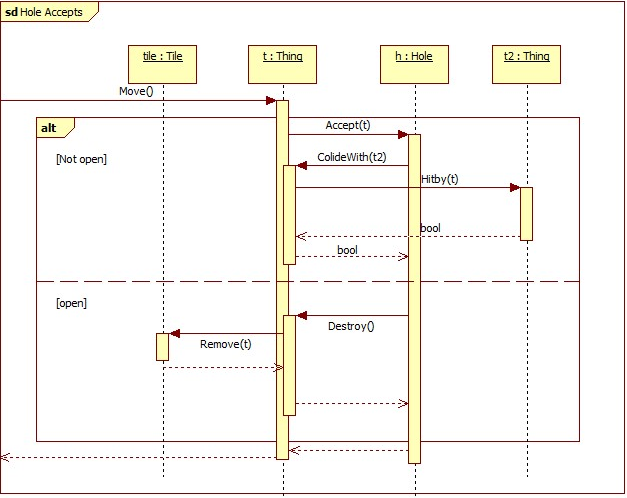 sd Hole Accepts
tile : Tile
t : Thing
h : Hole
t2 : Thing
Move()
alt
Accept(t)
[Not open]
ColideWith(t2)
Hitby(t)
bool
bool
[open]
Destroy()
Remove(t)